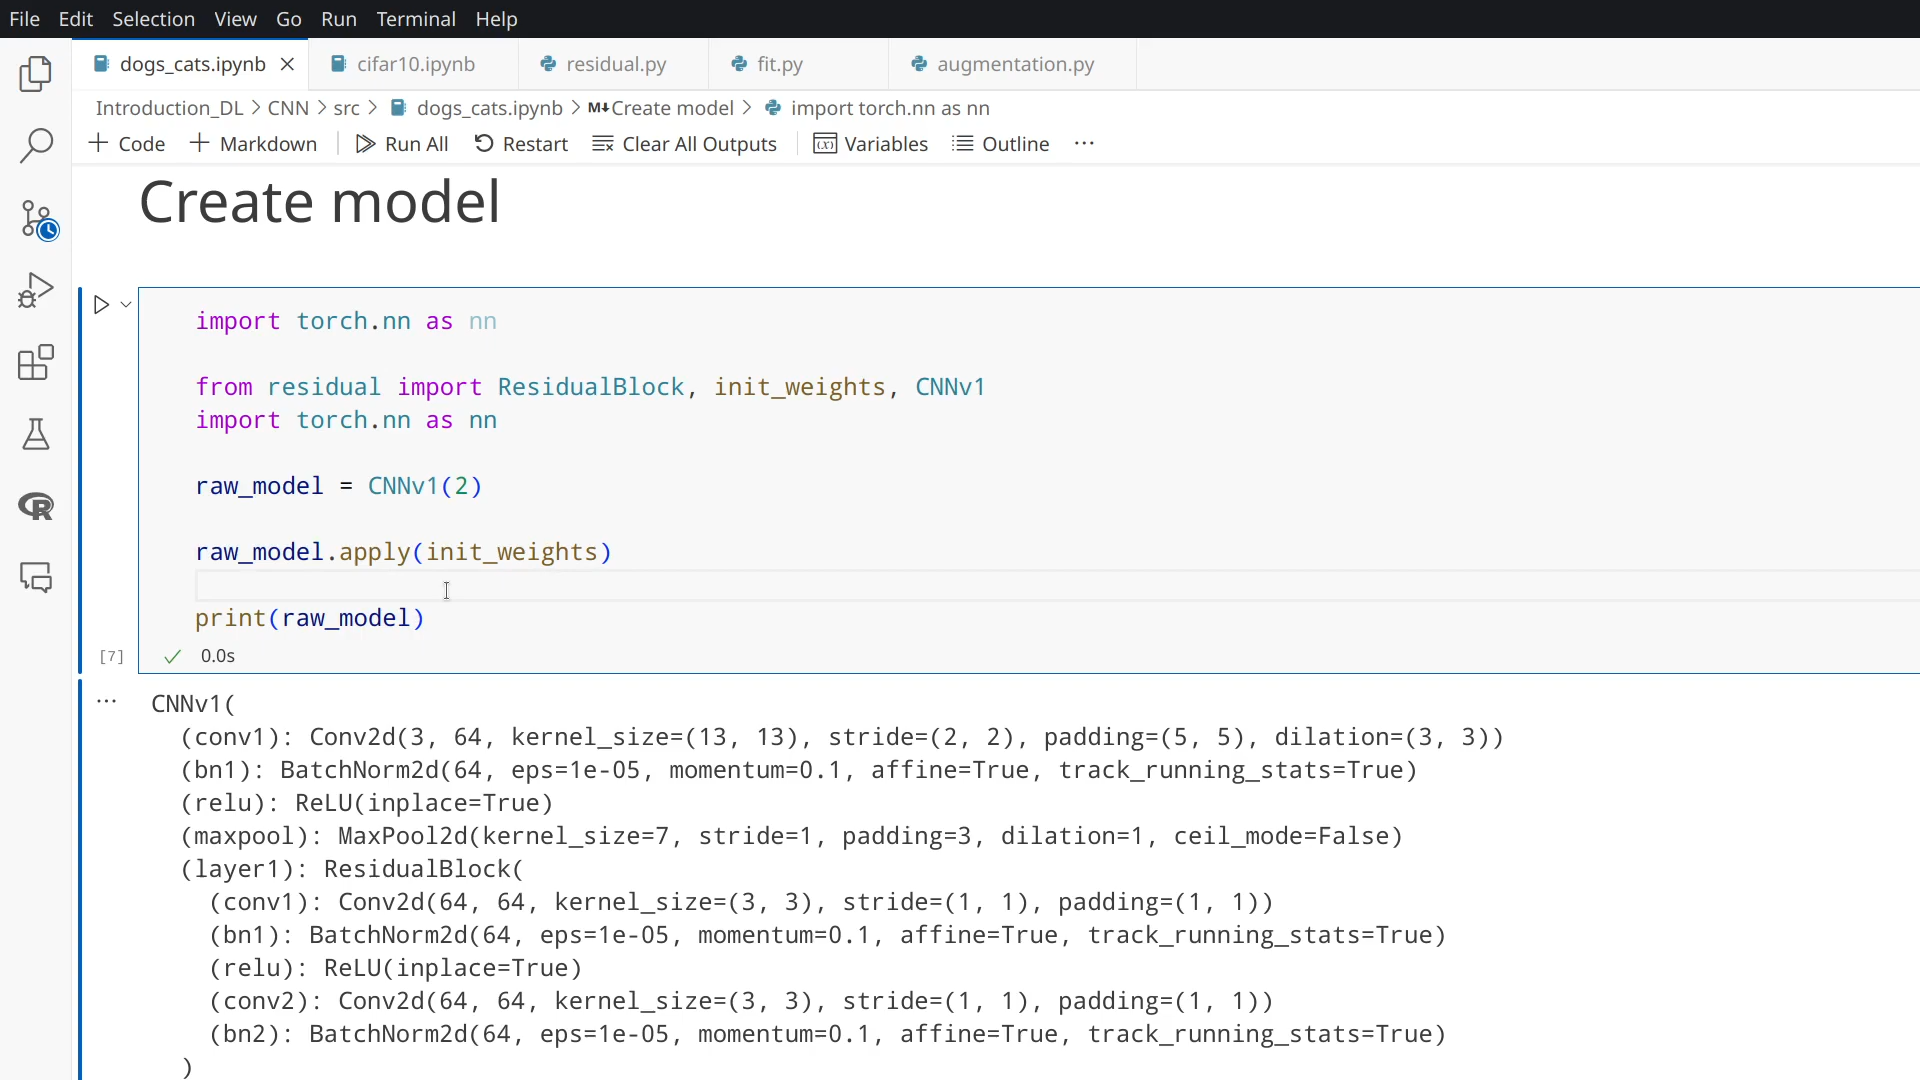 File Edit Selection View Go Run Terminal Help
dogs_cats.ipynb cifar10.ipynb residual.py fit.py augmentation.py
Introduction_DL > CNN > src > dogs_cats.ipynb > M↓Create model > import torch.nn as nn
+ Code + Markdown Run All Restart Clear All Outputs Variables Outline ...
Create model
import torch.nn as nn
from residual import ResidualBlock, init_weights, CNNv1
import torch.nn as nn
raw_model = CNNv1(2)
raw_model.apply(init_weights)
print(raw_model)
[7] ✓ 0.0s
... CNNv1(
(conv1): Conv2d(3, 64, kernel_size=(13, 13), stride=(2, 2), padding=(5, 5), dilation=(3, 3))
(bn1): BatchNorm2d(64, eps=1e-05, momentum=0.1, affine=True, track_running_stats=True)
(relu): ReLU(inplace=True)
(maxpool): MaxPool2d(kernel_size=7, stride=1, padding=3, dilation=1, ceil_mode=False)
(layer1): ResidualBlock(
(conv1): Conv2d(64, 64, kernel_size=(3, 3), stride=(1, 1), padding=(1, 1))
(bn1): BatchNorm2d(64, eps=1e-05, momentum=0.1, affine=True, track_running_stats=True)
(relu): ReLU(inplace=True)
(conv2): Conv2d(64, 64, kernel_size=(3, 3), stride=(1, 1), padding=(1, 1))
(bn2): BatchNorm2d(64, eps=1e-05, momentum=0.1, affine=True, track_running_stats=True)
)